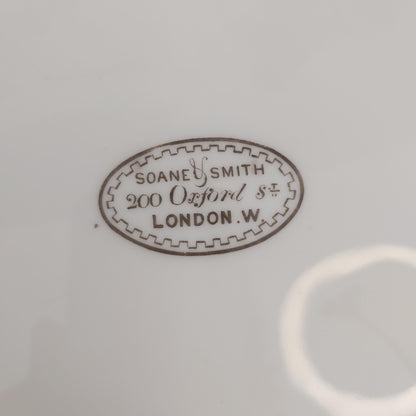 SOANE & SMITH
200 Oxford St.
LONDON.W.